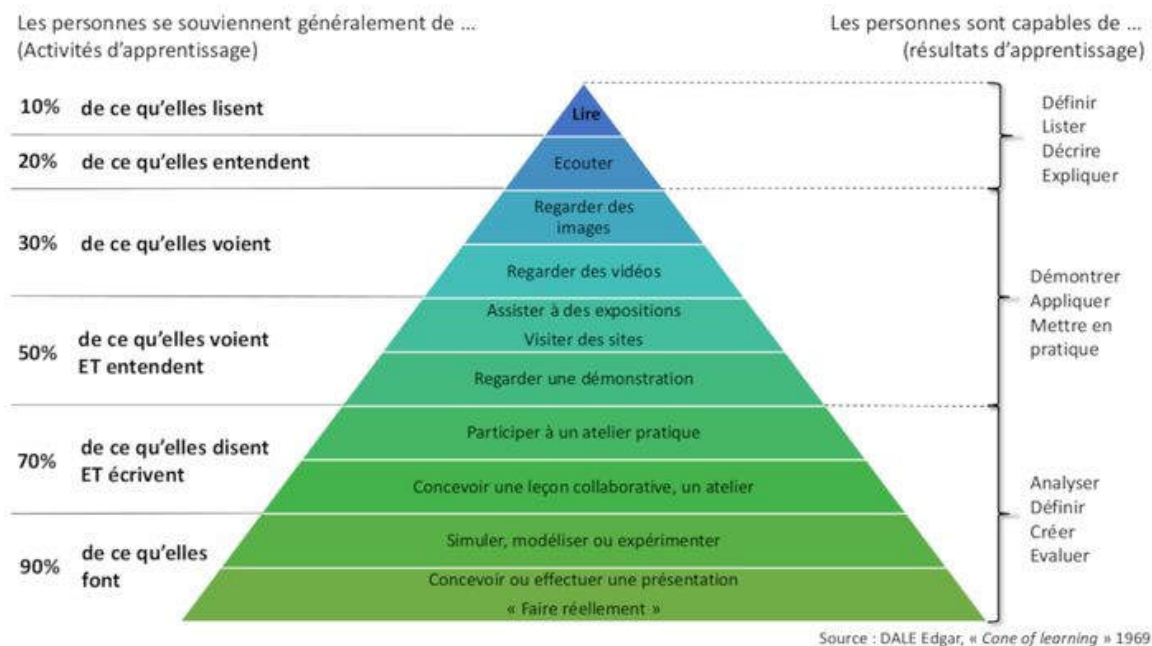 Les personnes se souviennent généralement de ...
(Activités d'apprentissage)
Les personnes sont capables de ...
(résultats d'apprentissage)
10% de ce qu'elles lisent
20% de ce qu'elles entendent
30% de ce qu'elles voient
50% de ce qu'elles voient
ET entendent
70% de ce qu'elles disent
ET écrivent
90% de ce qu'elles
font
Lire
Ecouter
Regarder des
images
Regarder des vidéos
Assister à des expositions
Visiter des sites
Regarder une démonstration
Participer à un atelier pratique
Concevoir une leçon collaborative, un atelier
Simuler, modéliser ou expérimenter
Concevoir ou effectuer une présentation
« Faire réellement »
Définir
Lister
Décrire
Expliquer
Démontrer
Appliquer
Mettre en
pratique
Analyser
Définir
Créer
Evaluer
Source : DALE Edgar, « Cone of learning » 1969